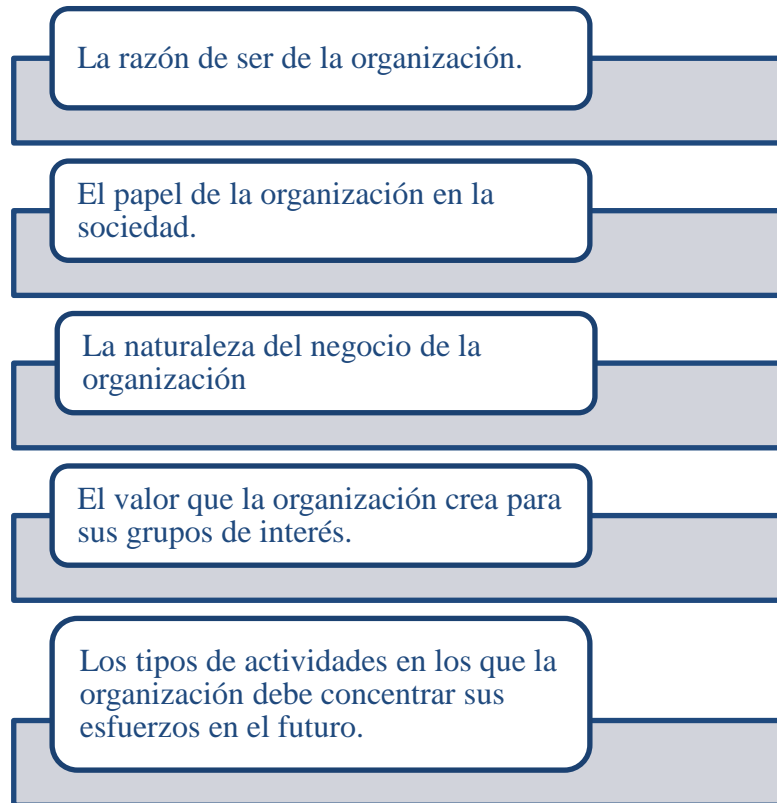 La razón de ser de la organización.
El papel de la organización en la
sociedad.
La naturaleza del negocio de la
organización
El valor que la organización crea para
sus grupos de interés.
Los tipos de actividades en los que la
organización debe concentrar sus
esfuerzos en el futuro.